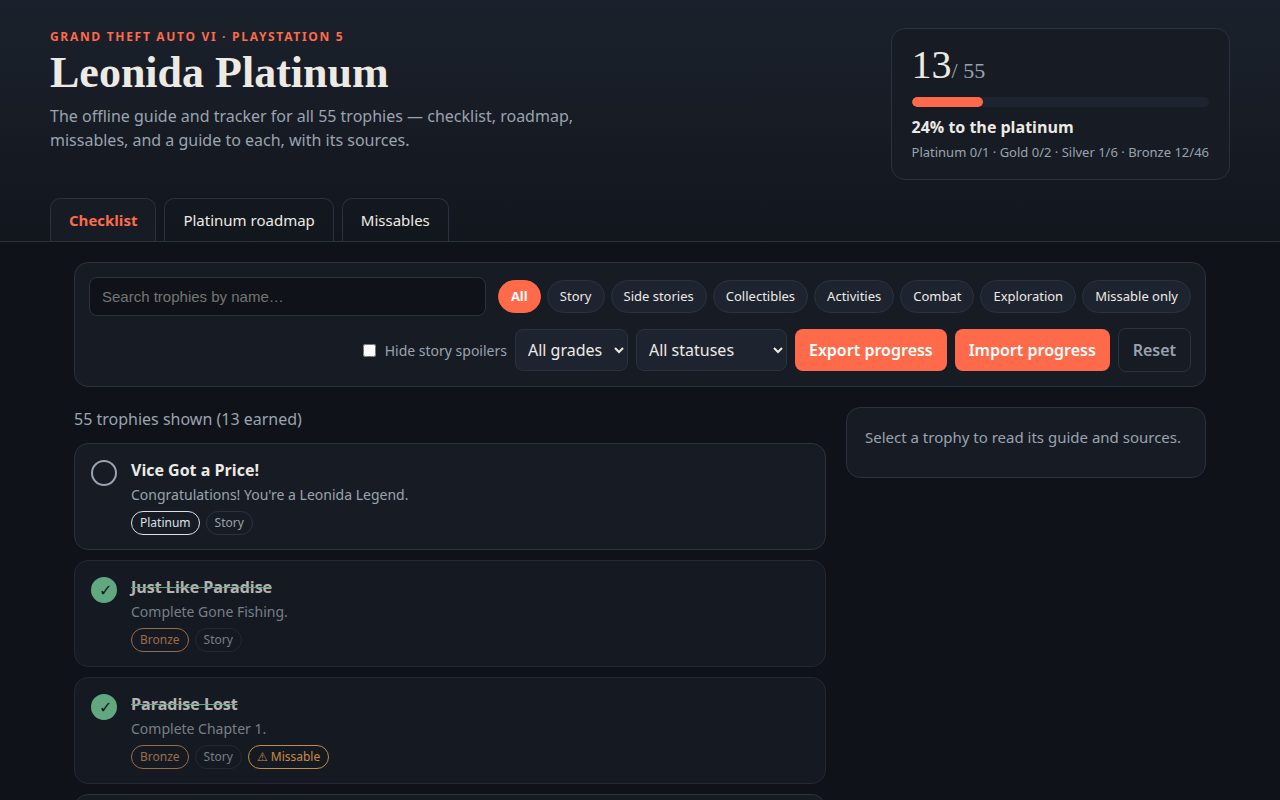 GRAND THEFT AUTO VI · PLAYSTATION 5
Leonida Platinum
The offline guide and tracker for all 55 trophies — checklist, roadmap,
missables, and a guide to each, with its sources.
13/ 55
24% to the platinum
Platinum 0/1 · Gold 0/2 · Silver 1/6 · Bronze 12/46
Checklist
Platinum roadmap
Missables
Search trophies by name…
All
Story
Side stories
Collectibles
Activities
Combat
Exploration
Missable only
Hide story spoilers
All grades
All statuses
Export progress
Import progress
Reset
55 trophies shown (13 earned)
Select a trophy to read its guide and sources.
Vice Got a Price!
Congratulations! You're a Leonida Legend.
Platinum
Story
✓
Just Like Paradise
Complete Gone Fishing.
Bronze
Story
✓
Paradise Lost
Complete Chapter 1.
Bronze
Story
⚠ Missable